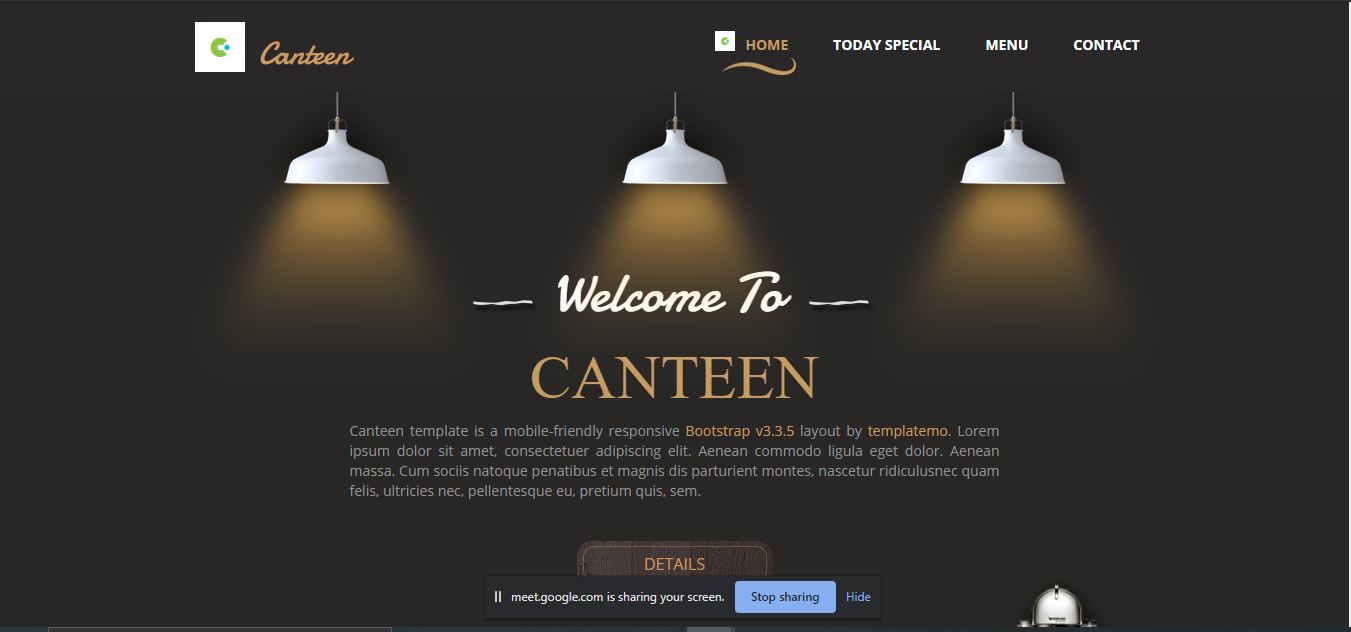 Canteen
HOME TODAY SPECIAL MENU CONTACT
Welcome To
CANTEEN
Canteen template is a mobile-friendly responsive Bootstrap v3.3.5 layout by templatemo. Lorem
ipsum dolor sit amet, consectetuer adipiscing elit. Aenean commodo ligula eget dolor. Aenean
massa. Cum sociis natoque penatibus et magnis dis parturient montes, nascetur ridiculusnec quam
felis, ultricies nec, pellentesque eu, pretium quis, sem.
DETAILS
meet.google.com is sharing your screen. Stop sharing Hide